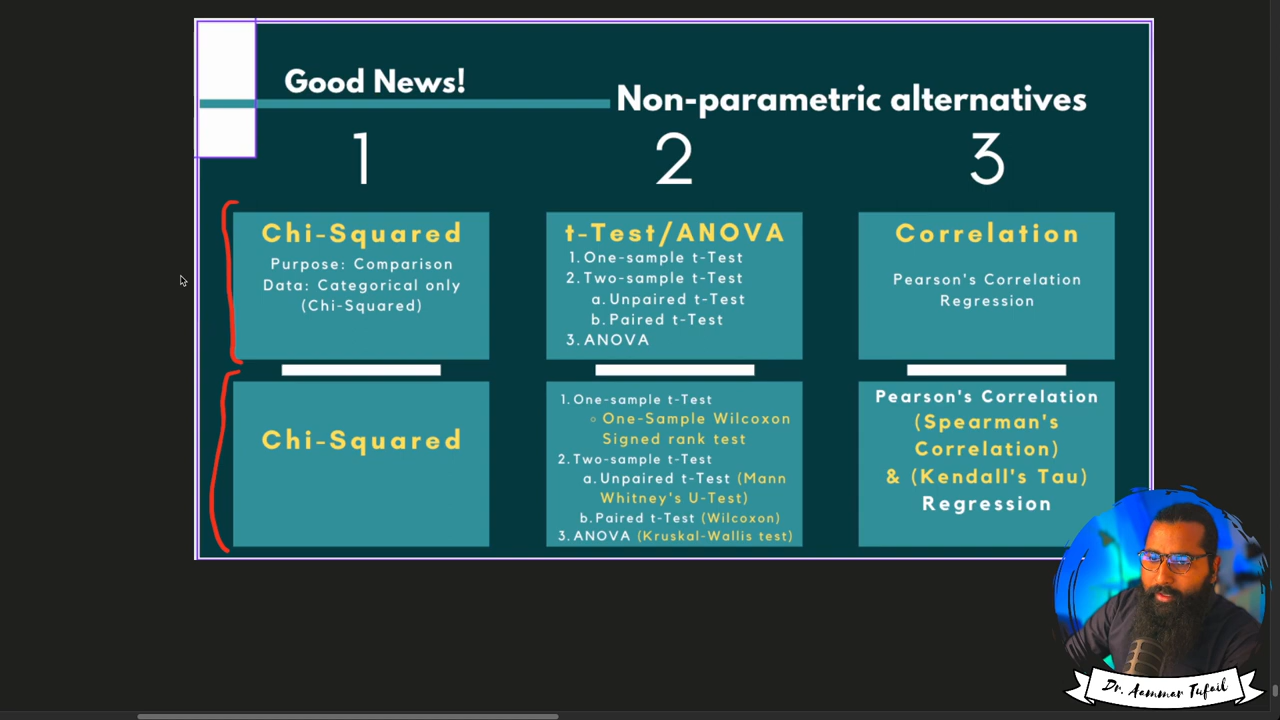 Good News!
Non-parametric alternatives
1
2
3
Chi-Squared
Purpose: Comparison
Data: Categorical only
(Chi-Squared)
t-Test/ANOVA
1. One-sample t-Test
2. Two-sample t-Test
a. Unpaired t-Test
b. Paired t-Test
3. ANOVA
Correlation
Pearson's Correlation
Regression
Chi-Squared
1. One-sample t-Test
○ One-Sample Wilcoxon
Signed rank test
2. Two-sample t-Test
a. Unpaired t-Test (Mann
Whitney's U-Test)
b. Paired t-Test (Wilcoxon)
3. ANOVA (Kruskal-Wallis test)
Pearson's Correlation
(Spearman's
Correlation)
& (Kendall's Tau)
Regression
Dr. Aammar Tufail